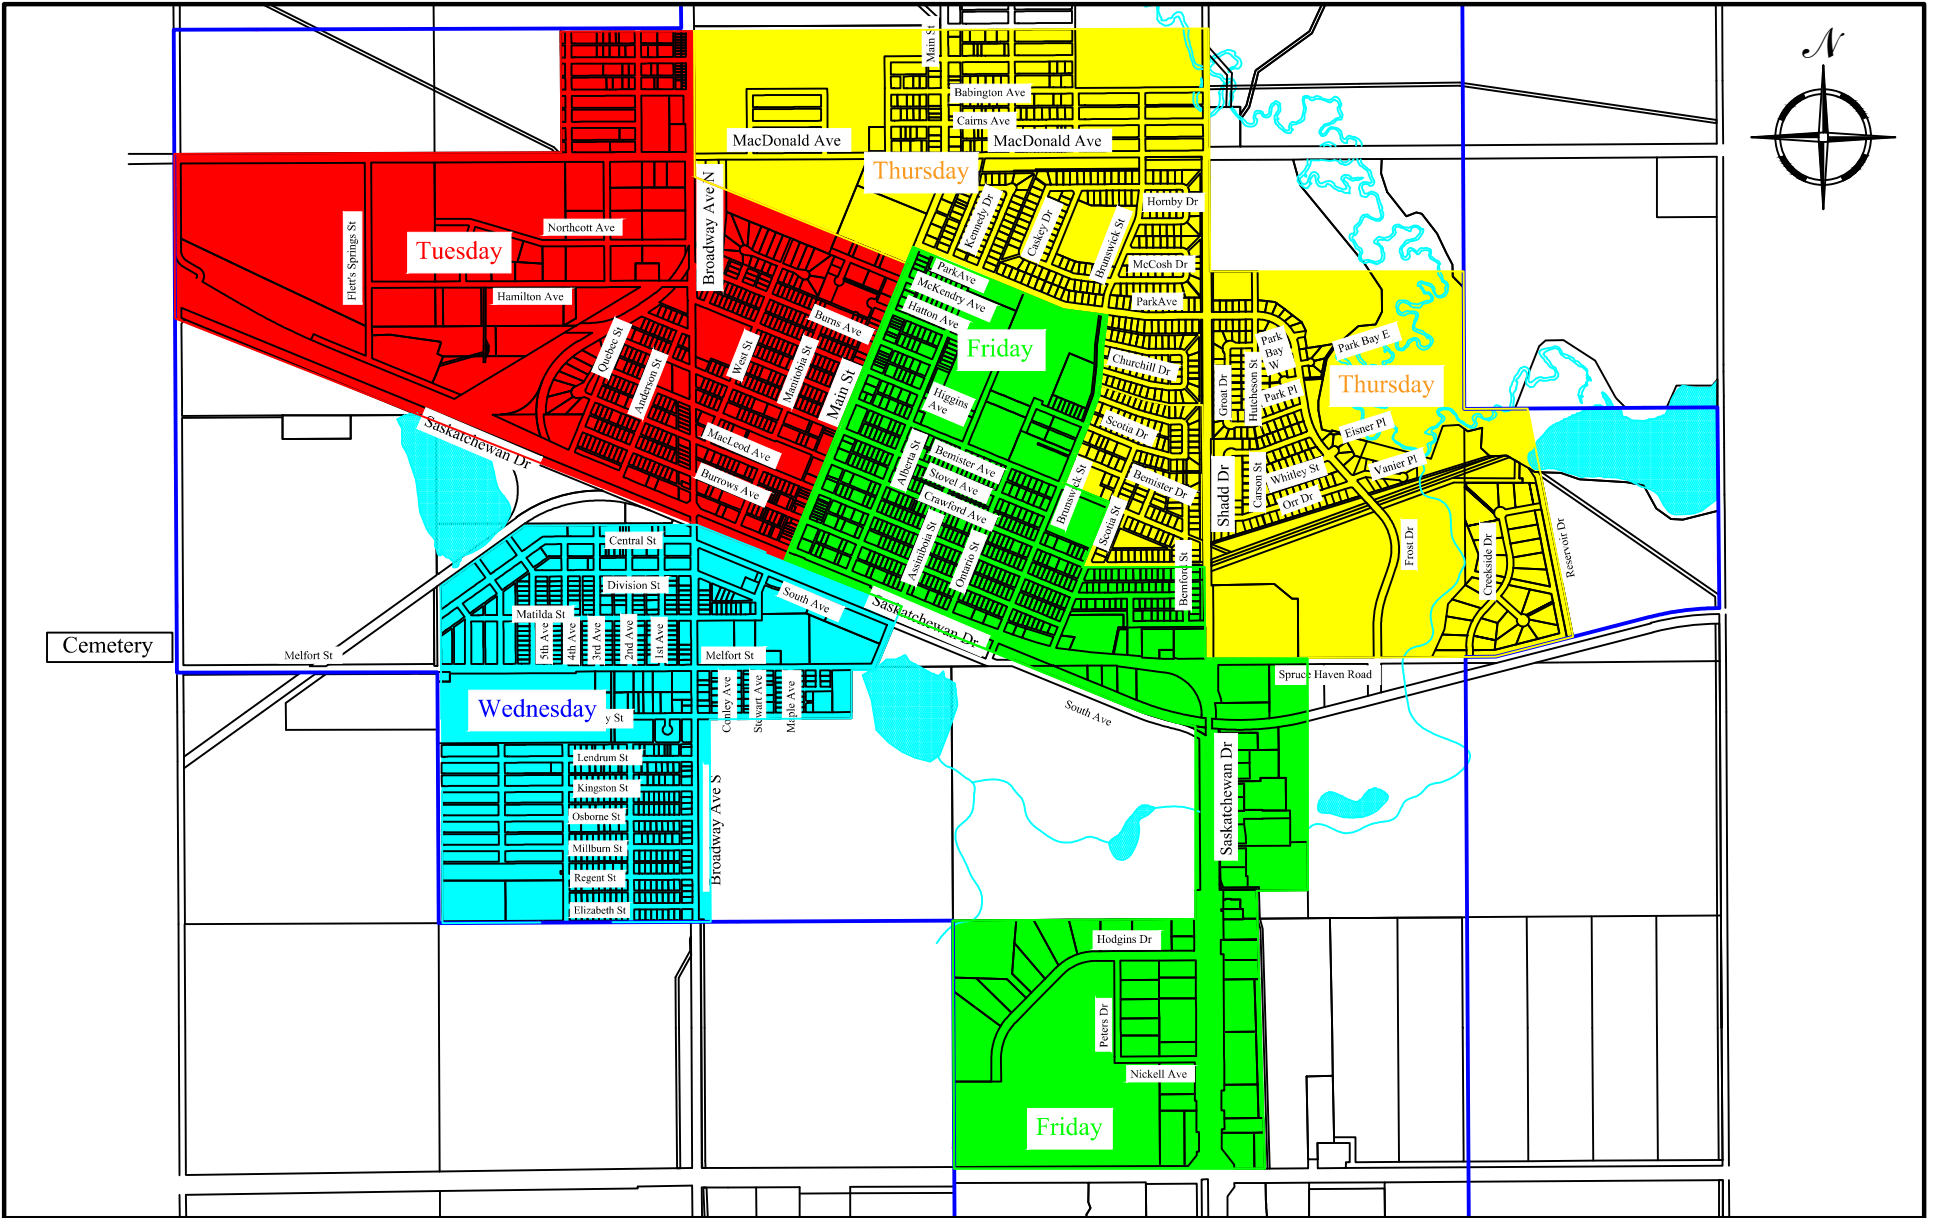 N
Main St
Babington Ave
Cairns Ave
MacDonald Ave
MacDonald Ave
Thursday
Broadway Ave N
Kennedy Dr
Caskey Dr
Brunswick St
Hornby Dr
Flett's Springs St
Northcott Ave
Tuesday
McCosh Dr
ParkAve
ParkAve
McKendry Ave
Hatton Ave
Hamilton Ave
Burns Ave
Friday
Quebec St
Anderson St
West St
Manitobia St
Main St
Churchill Dr
Park
Bay
W
Park Bay E
Thursday
Groat Dr
Hutcheson St
Park Pl
Higgins
Ave
Scotia Dr
Eisner Pl
Saskatchewan Dr
MacLeod Ave
Burrows Ave
Alberta St
Bemister Ave
Stovel Ave
Crawford Ave
Brunswick St
Bemister Dr
Scotia St
Shadd Dr
Carson St
Whitley St
Vanier Pl
Orr Dr
Frost Dr
Creekside Dr
Reservoir Dr
Central St
Division St
Matilda St
5th Ave
4th Ave
3rd Ave
2nd Ave
1st Ave
South Ave
Saskatchewan Dr
Assiniboia St
Ontario St
Bemford St
Cemetery
Melfort St
Melfort St
Spruce Haven Road
Wednesday
y St
Conley Ave
Stewart Ave
Maple Ave
South Ave
Lendrum St
Kingston St
Osborne St
Millburn St
Regent St
Elizabeth St
Broadway Ave S
Saskatchewan Dr
Hodgins Dr
Peters Dr
Nickell Ave
Friday